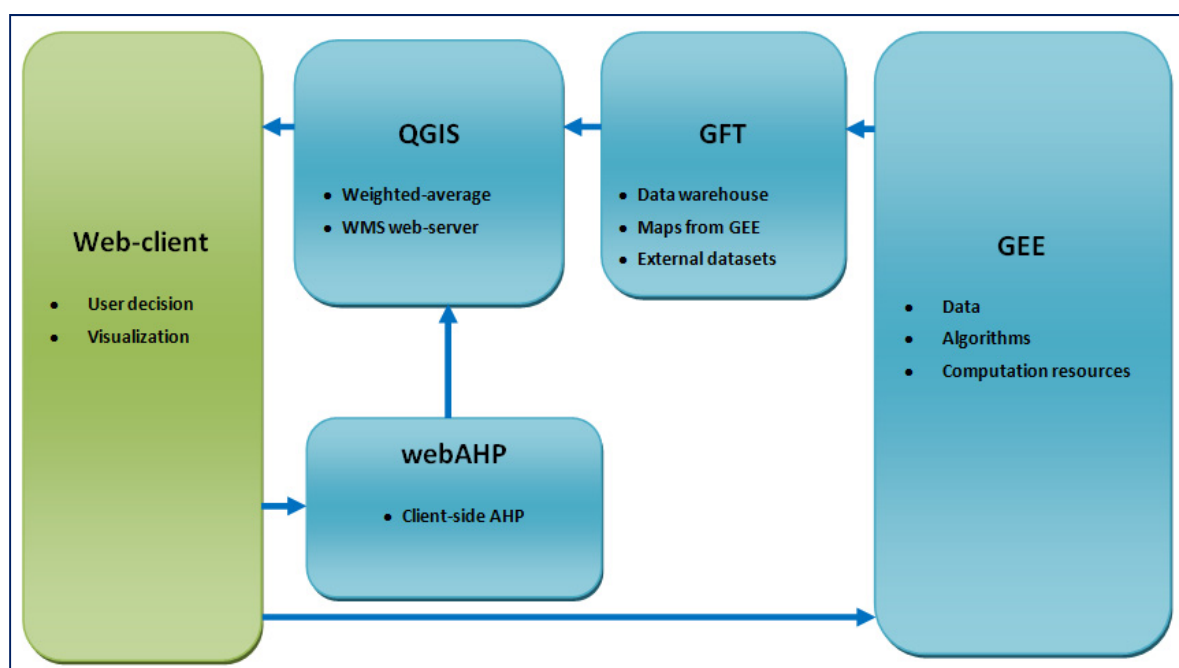 Web-client
• User decision
• Visualization
QGIS
• Weighted-average
• WMS web-server
GFT
• Data warehouse
• Maps from GEE
• External datasets
GEE
• Data
• Algorithms
• Computation resources
webAHP
• Client-side AHP